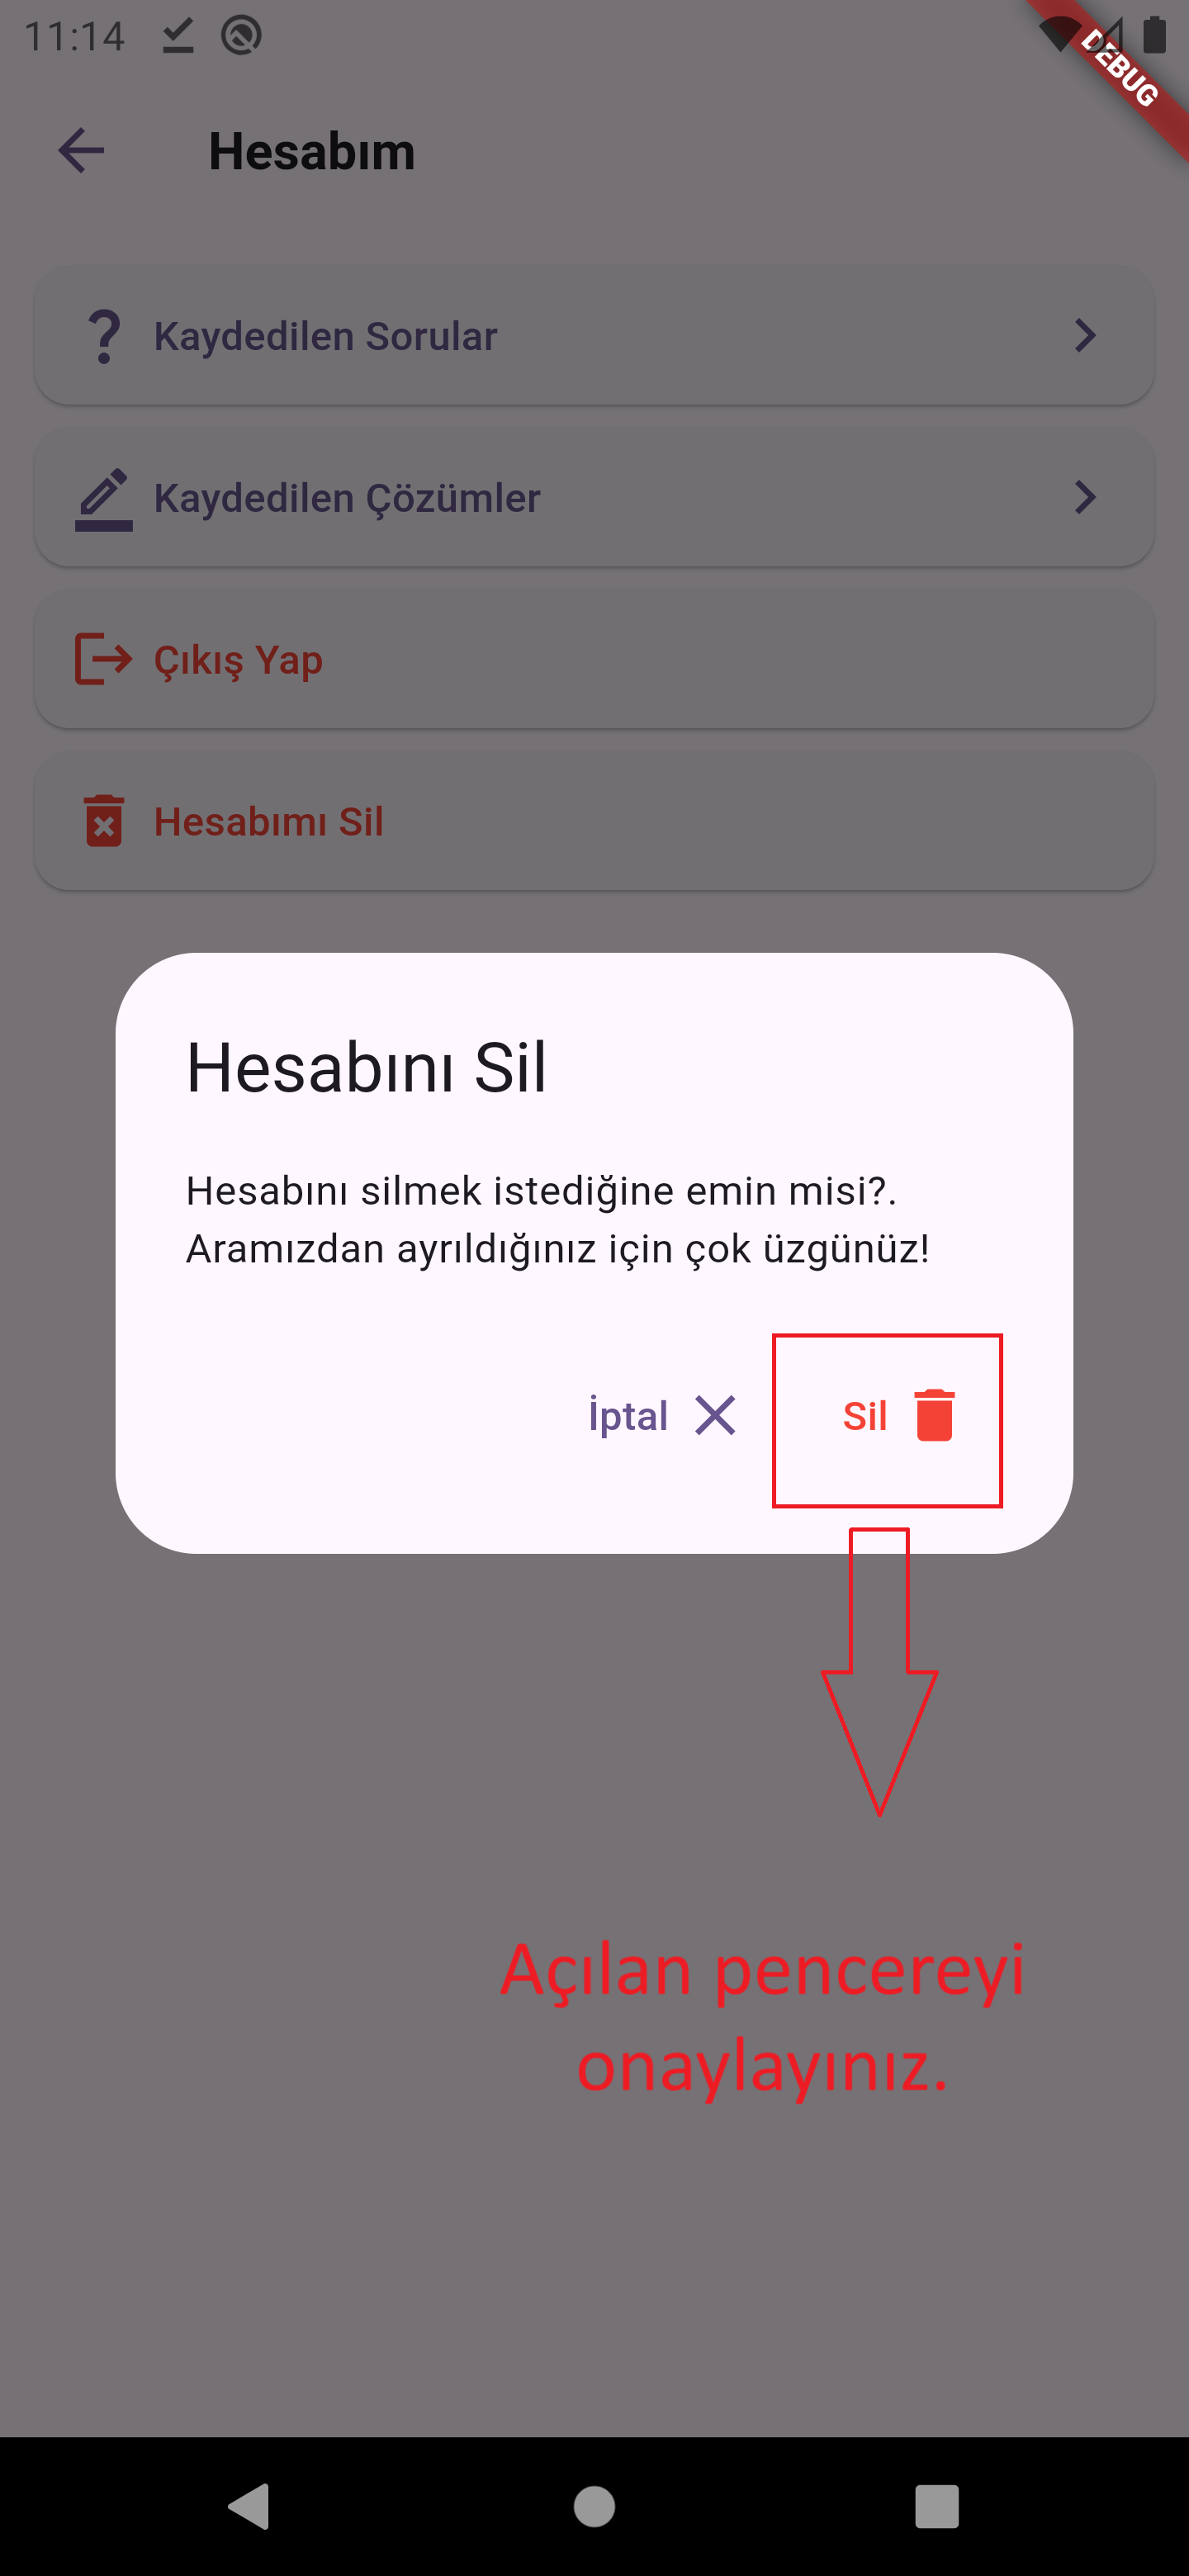 11:14
DEBUG
Hesabım
Kaydedilen Sorular
Kaydedilen Çözümler
Çıkış Yap
Hesabımı Sil
Hesabını Sil
Hesabını silmek istediğine emin misi?.
Aramızdan ayrıldığınız için çok üzgünüz!
İptal
Sil
Açılan pencereyi
onaylayınız.